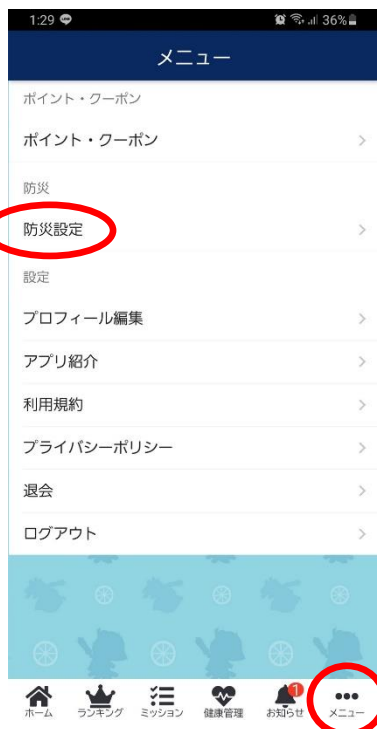 1:29 36%
メニュー
ポイント・クーポン
ポイント・クーポン
防災
防災設定
設定
プロフィール編集
アプリ紹介
利用規約
プライバシーポリシー
退会
ログアウト
1
ホーム ランキング ミッション 健康管理 お知らせ メニュー